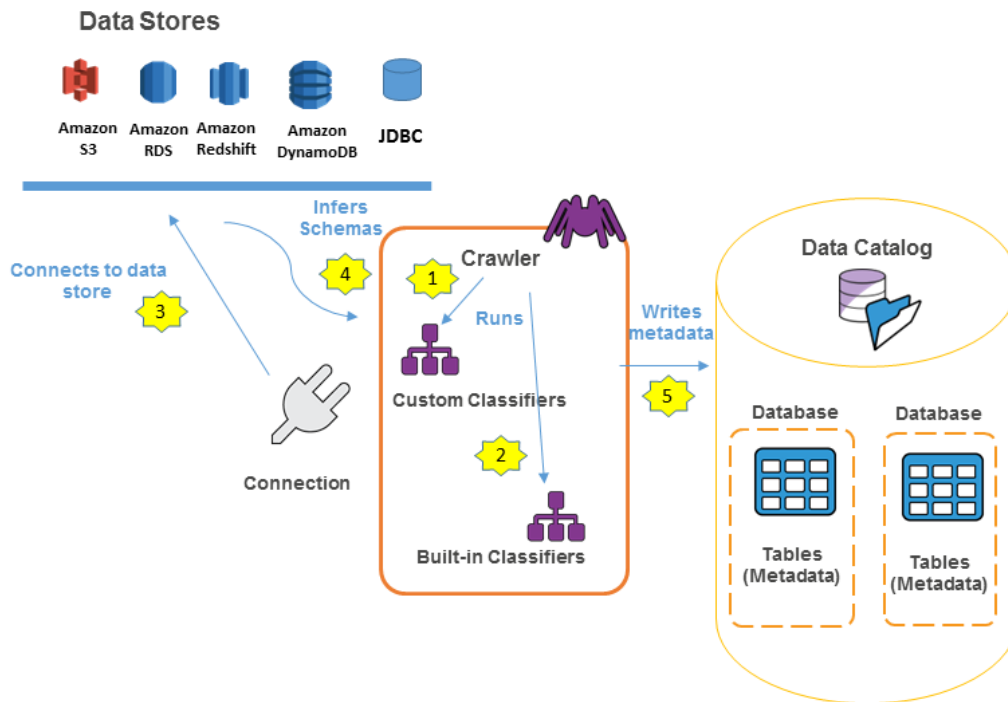 Data Stores
Amazon
S3
Amazon
RDS
Amazon
Redshift
Amazon
DynamoDB
JDBC
Infers
Schemas
4
Connects to data
store
3
Connection
1
Crawler
Runs
Custom Classifiers
2
Built-in Classifiers
Writes
metadata
5
Data Catalog
Database
Tables
(Metadata)
Database
Tables
(Metadata)